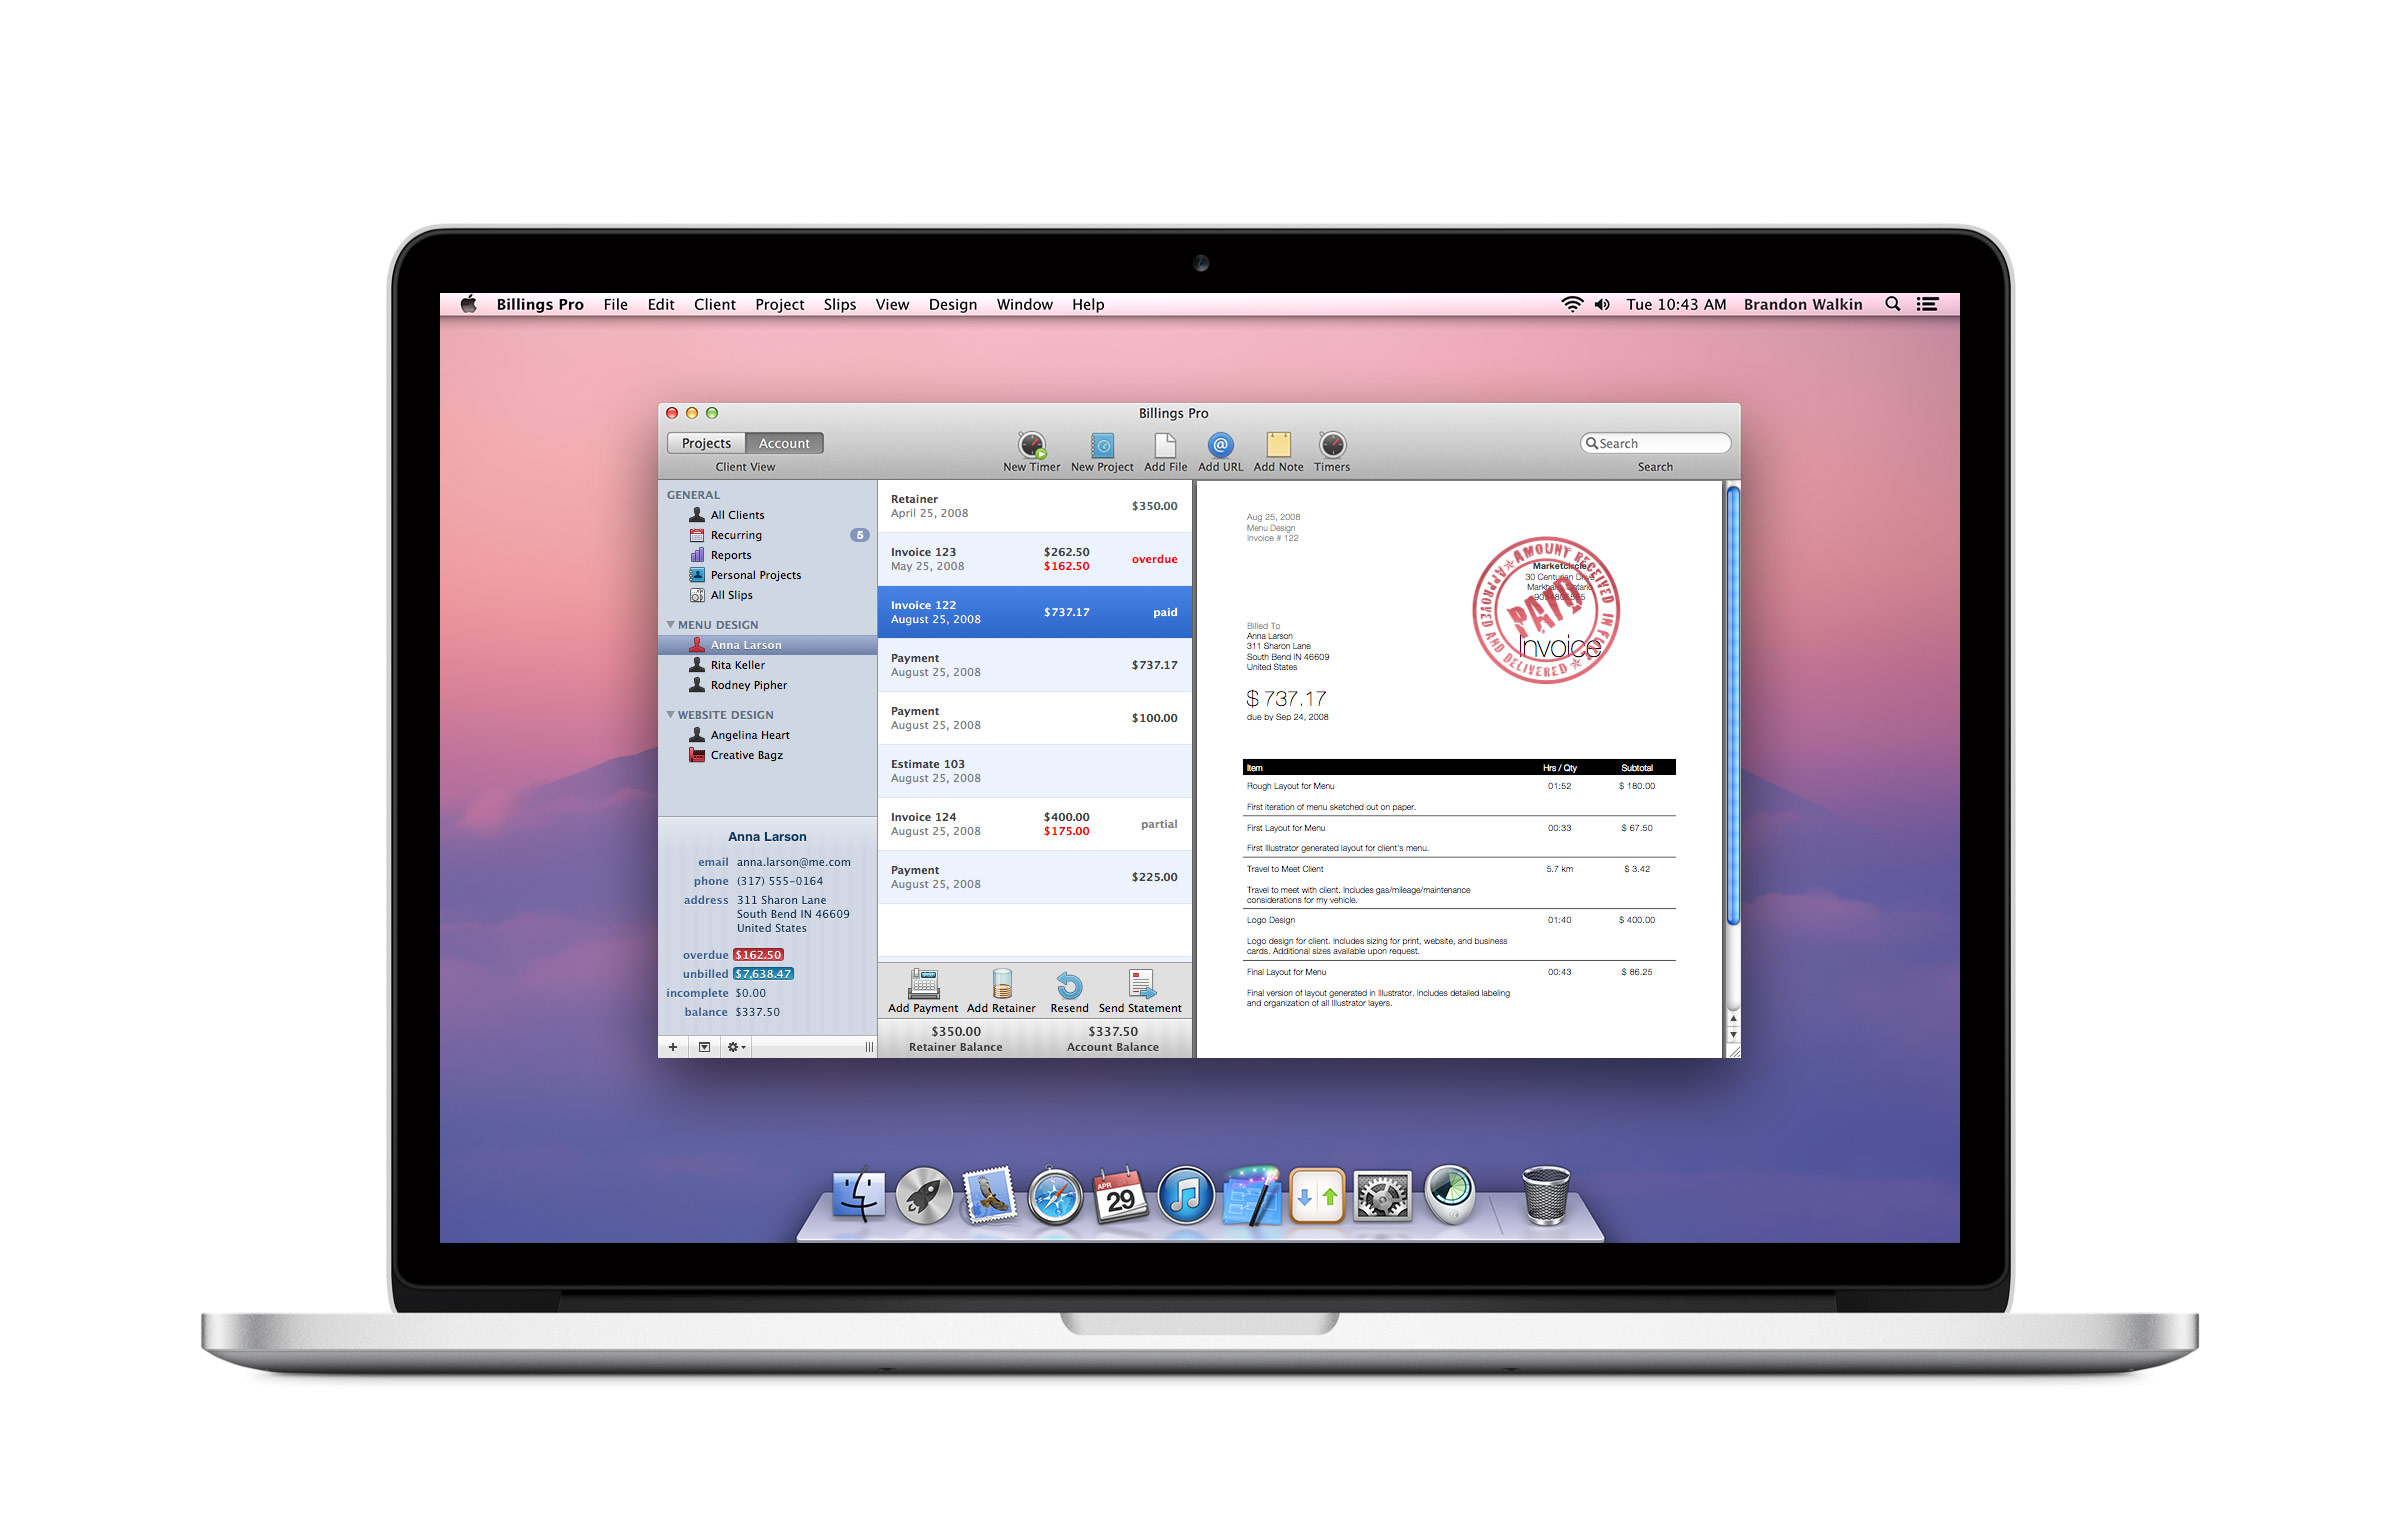 Billings Pro File Edit Client Project Slips View Design Window Help Tue 10:43 AM Brandon Walkin
Billings Pro
Projects Account
Client View
New Timer New Project Add File Add URL Add Note Timers
Search
Search
GENERAL
All Clients
Recurring 5
Reports
Personal Projects
All Slips
MENU DESIGN
Anna Larson
Rita Keller
Rodney Pipher
WEBSITE DESIGN
Angelina Heart
Creative Bagz
Anna Larson
email anna.larson@me.com
phone (317) 555-0164
address 311 Sharon Lane
South Bend IN 46609
United States
overdue $162.50
unbilled $7,638.47
incomplete $0.00
balance $337.50
Retainer
April 25, 2008
$350.00
Invoice 123 $262.50
May 25, 2008 $162.50
overdue
Invoice 122
August 25, 2008
$737.17 paid
Payment
August 25, 2008
$737.17
Payment
August 25, 2008
$100.00
Estimate 103
August 25, 2008
Invoice 124 $400.00
August 25, 2008 $175.00
partial
Payment
August 25, 2008
$225.00
Add Payment Add Retainer Resend Send Statement
$350.00 $337.50
Retainer Balance Account Balance
Aug 25, 2008
Menu Design
Invoice # 122
Marketcircle
30 Centurian Drive
Markham Ontario
APPROVED AMOUNT RECEIVED IN FULL AND DELIVERED
PAID
Invoice
Billed To
Anna Larson
311 Sharon Lane
South Bend IN 46609
United States
$ 737.17
due by Sep 24, 2008
Item Hrs / Qty Subtotal
Rough Layout for Menu 01:52 $ 180.00
First iteration of menu sketched out on paper.
First Layout for Menu 00:33 $ 67.50
First Illustrator generated layout for client's menu.
Travel to Meet Client 5.7 km $ 3.42
Travel to meet with client. Includes gas/mileage/maintenance
considerations for my vehicle.
Logo Design 01:40 $ 400.00
Logo design for client. Includes sizing for print, website, and business
cards. Additional sizes available upon request.
Final Layout for Menu 00:43 $ 86.25
Final version of layout generated in Illustrator. Includes detailed labeling
and organization of all Illustrator layers.
APR
29